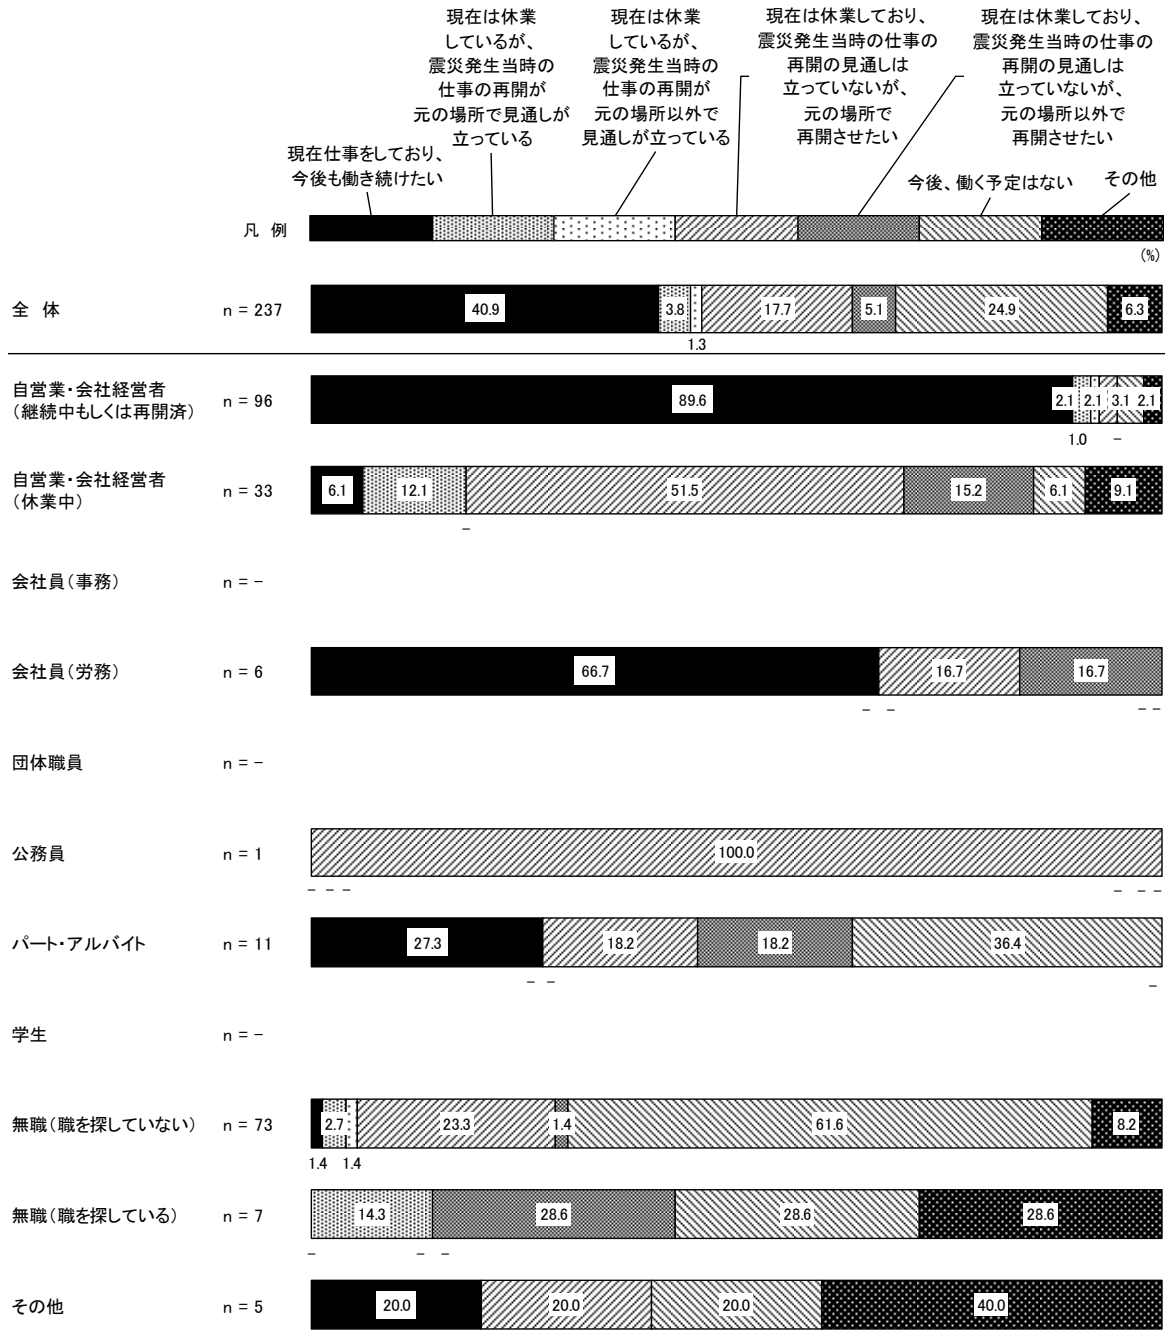 現在は休業
しているが、
震災発生当時の
仕事の再開が
元の場所で見通しが
立っている
現在は休業
しているが、
震災発生当時の
仕事の再開が
元の場所以外で
見通しが立っている
現在は休業しており、
震災発生当時の仕事の
再開の見通しは
立っていないが、
元の場所で
再開させたい
現在は休業しており、
震災発生当時の仕事の
再開の見通しは
立っていないが、
元の場所以外で
再開させたい
現在仕事をしており、
今後も働き続けたい
今後、働く予定はない
その他
凡 例
(%)
全 体 n = 237 40.9 3.8 17.7 5.1 24.9 6.3
1.3
自営業・会社経営者
(継続中もしくは再開済) n = 96 89.6 2.1 2.1 3.1 2.1
1.0 －
自営業・会社経営者
(休業中) n = 33 6.1 12.1 51.5 15.2 6.1 9.1
－
会社員(事務) n = －
会社員(労務) n = 6 66.7 16.7 16.7
－ － － －
団体職員 n = －
公務員 n = 1 100.0
－ － － － － －
パート・アルバイト n = 11 27.3 18.2 18.2 36.4
－ － －
学生 n = －
無職(職を探していない) n = 73 2.7 23.3 1.4 61.6 8.2
1.4 1.4
無職(職を探している) n = 7 14.3 28.6 28.6 28.6
－ － －
その他 n = 5 20.0 20.0 20.0 40.0